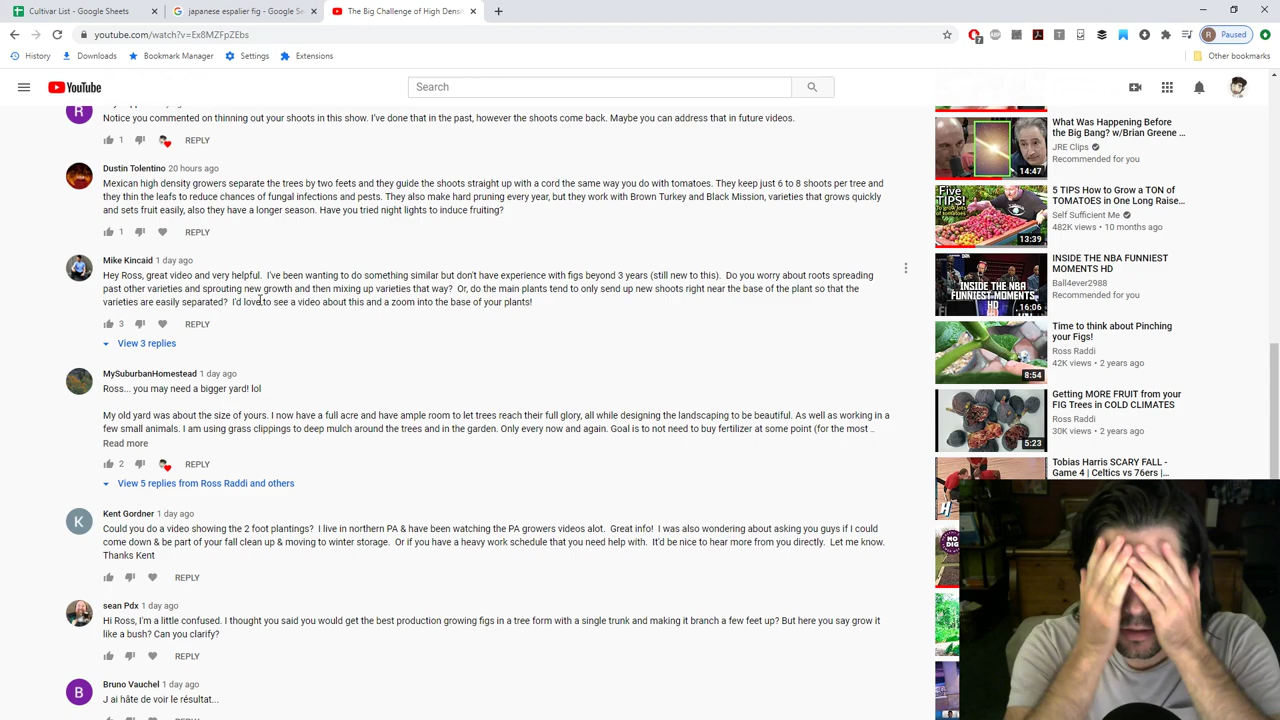 Cultivar List - Google Sheets
japanese espalier fig - Google Se
The Big Challenge of High Densit
youtube.com/watch?v=Ex8MZFpZEbs
Paused
History
Downloads
Bookmark Manager
Settings
Extensions
Other bookmarks
YouTube
Search
Notice you commented on thinning out your shoots in this show. I've done that in the past, however the shoots come back. Maybe you can address that in future videos.
1
REPLY
Dustin Tolentino 20 hours ago
Mexican high density growers separate the trees by two feets and they guide the shoots straight up with a cord the same way you do with tomatoes. They keep just 6 to 8 shoots per tree and
they thin the leafs to reduce chances of fungal infections and pests. They also make hard pruning every year, but they work with Brown Turkey and Black Mission, varieties that grows quickly
and sets fruit easily, also they have a longer season. Have you tried night lights to induce fruiting?
1
REPLY
Mike Kincaid 1 day ago
Hey Ross, great video and very helpful. I've been wanting to do something similar but don't have experience with figs beyond 3 years (still new to this). Do you worry about roots spreading
past other varieties and sprouting new growth and then mixing up varieties that way? Or, do the main plants tend to only send up new shoots right near the base of the plant so that the
varieties are easily separated? I'd love to see a video about this and a zoom into the base of your plants!
3
REPLY
View 3 replies
MySuburbanHomestead 1 day ago
Ross... you may need a bigger yard! lol
My old yard was about the size of yours. I now have a full acre and have ample room to let trees reach their full glory, all while designing the landscaping to be beautiful. As well as working in a
few small animals. I am using grass clippings to deep mulch around the trees and in the garden. Only every now and again. Goal is to not need to buy fertilizer at some point (for the most ..
Read more
2
REPLY
View 5 replies from Ross Raddi and others
K
Kent Gordner 1 day ago
Could you do a video showing the 2 foot plantings? I live in northern PA & have been watching the PA growers videos alot. Great info! I was also wondering about asking you guys if I could
come down & be part of your fall clean up & moving to winter storage. Or if you have a heavy work schedule that you need help with. It'd be nice to hear more from you directly. Let me know.
Thanks Kent
REPLY
sean Pdx 1 day ago
Hi Ross, I'm a little confused. I thought you said you would get the best production growing figs in a tree form with a single trunk and making it branch a few feet up? But here you say grow it
like a bush? Can you clarify?
REPLY
B
Bruno Vauchel 1 day ago
J ai hâte de voir le résultat...
What Was Happening Before
the Big Bang? w/Brian Greene ...
JRE Clips
Recommended for you
14:47
5 TIPS How to Grow a TON of
TOMATOES in One Long Raise...
Self Sufficient Me
482K views • 10 months ago
Five
TIPS!
13:39
INSIDE THE NBA
FUNNIEST MOMENTS HD
Ball4ever2988
Recommended for you
INSIDE THE NBA
FUNNIEST MOMENTS
HD
16:06
Time to think about Pinching
your Figs!
Ross Raddi
42K views • 2 years ago
8:54
Getting MORE FRUIT from your
FIG Trees in COLD CLIMATES
Ross Raddi
30K views • 2 years ago
5:23
Tobias Harris SCARY FALL -
Game 4 | Celtics vs 76ers |...